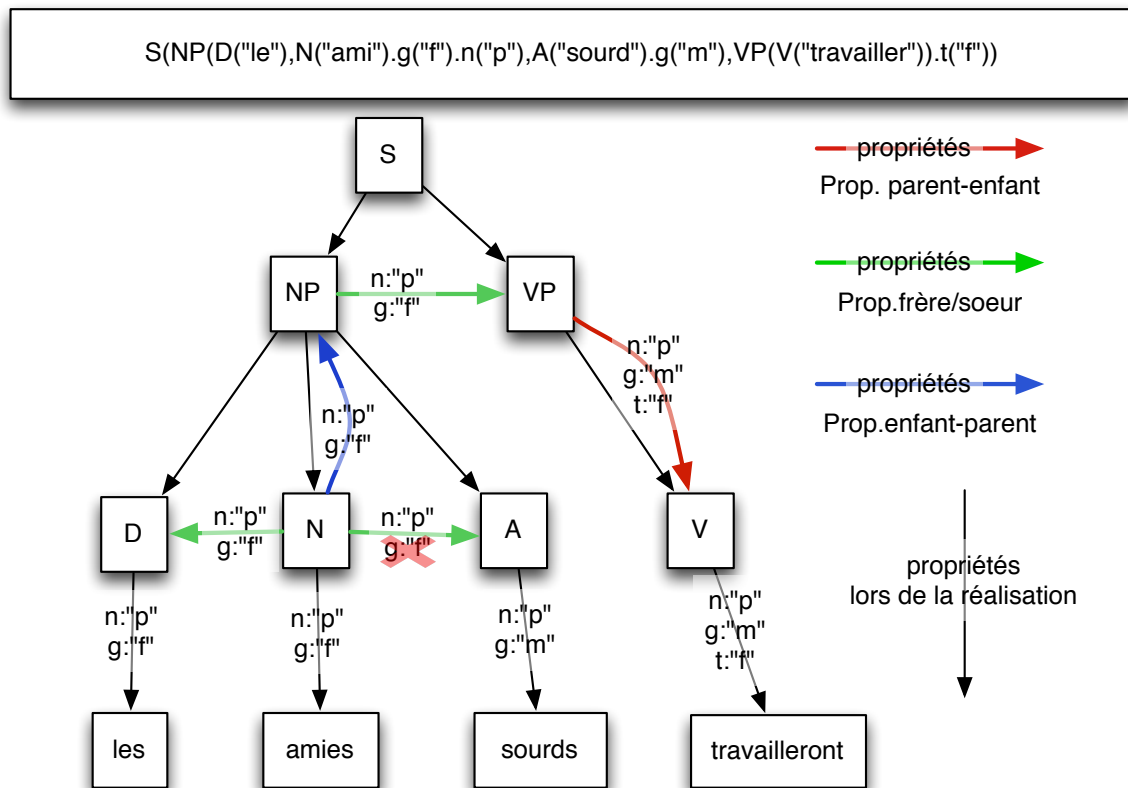 S(NP(D("le"),N("ami").g("f").n("p"),A("sourd").g("m"),VP(V("travailler")).t("f"))
S
propriétés
Prop. parent-enfant
NP
n:"p"
g:"f"
VP
propriétés
Prop.frère/soeur
n:"p"
g:"m"
t:"f"
propriétés
Prop.enfant-parent
n:"p"
g:"f"
D
n:"p"
g:"f"
N
n:"p"
g:"f"
A
V
propriétés
lors de la réalisation
n:"p"
g:"f"
n:"p"
g:"f"
n:"p"
g:"m"
n:"p"
g:"m"
t:"f"
les
amies
sourds
travailleront